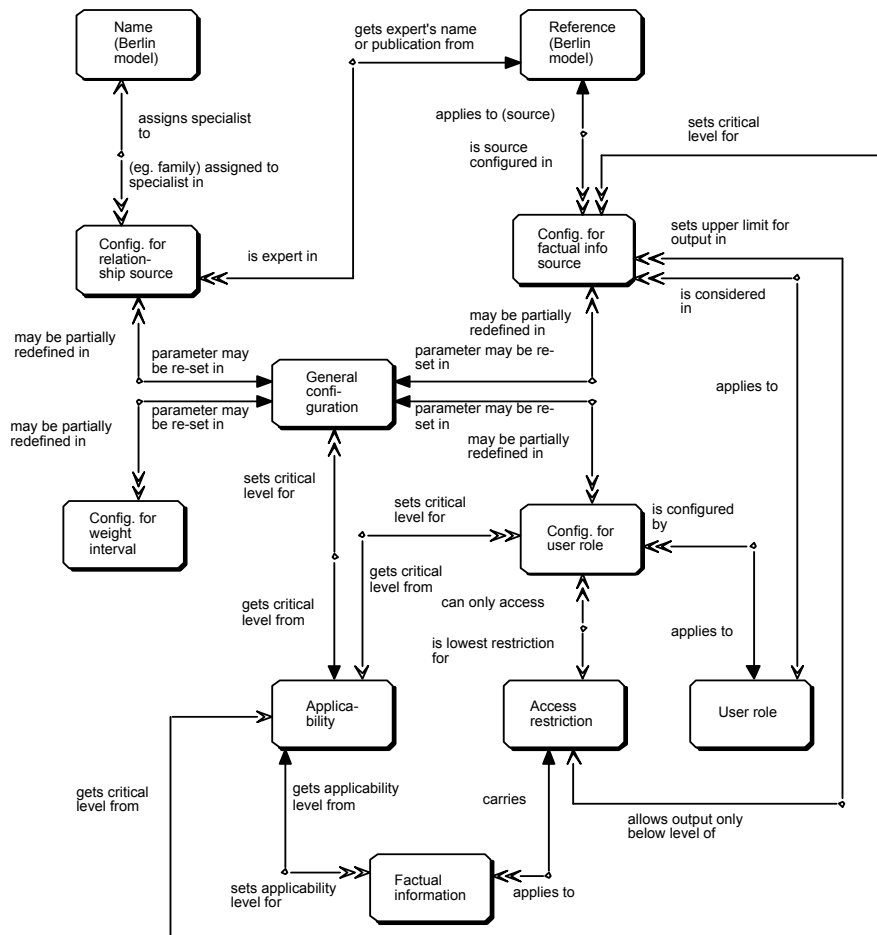 Name
(Berlin
model)
gets expert's name
or publication from
Reference
(Berlin
model)
assigns specialist
to
applies to (source)
sets critical
level for
is source
configured in
(eg. family) assigned to
specialist in
Config. for
relation-
ship source
is expert in
Config. for
factual info
source
sets upper limit for
output in
is considered
in
may be partially
redefined in
may be partially
redefined in
parameter may
be re-set in
General
confi-
guration
parameter may be re-
set in
applies to
may be partially
redefined in
parameter may
be re-set in
parameter may be re-
set in
may be partially
redefined in
sets critical
level for
sets critical
level for
Config. for
weight
interval
Config. for
user role
is configured
by
gets critical
level from
can only access
gets critical
level from
is lowest restriction
for
applies to
Applica-
bility
Access
restriction
User role
gets critical
level from
gets applicability
level from
carries
allows output only
below level of
sets applicability
level for
Factual
information
applies to